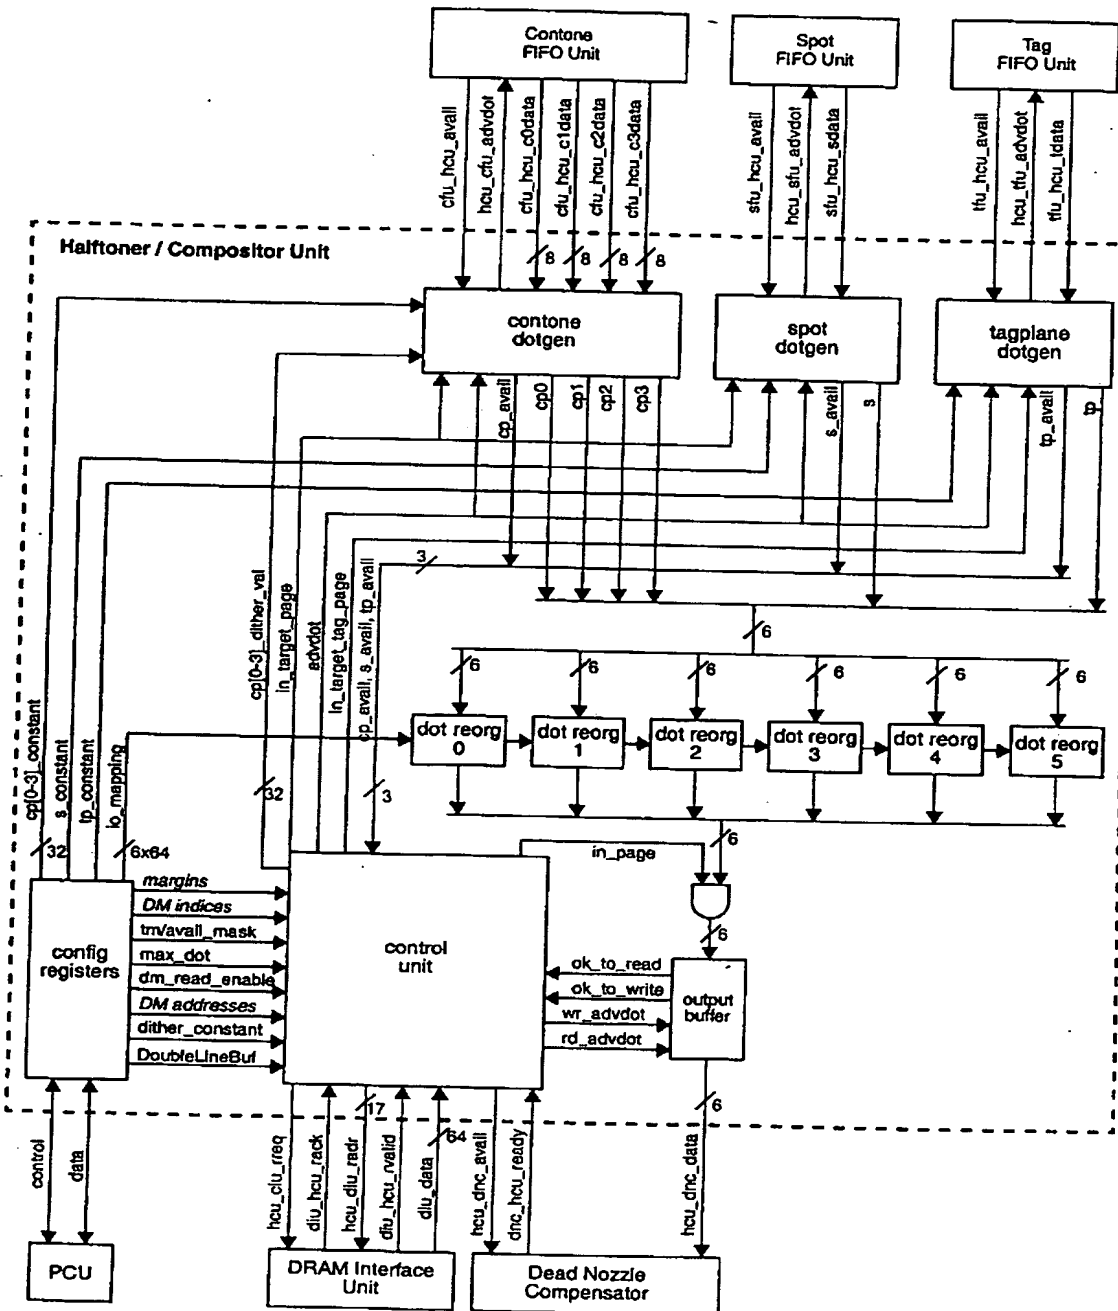 Contone
FIFO Unit
Spot
FIFO Unit
Tag
FIFO Unit
cfu_hcu_avail
hcu_cfu_advdot
cfu_hcu_c0data
cfu_hcu_c1data
cfu_hcu_c2data
cfu_hcu_c3data
sfu_hcu_avail
hcu_sfu_advdot
sfu_hcu_sdata
tfu_hcu_avail
hcu_tfu_advdot
tfu_hcu_tdata
Halftoner / Compositor Unit
8
8
8
8
contone
dotgen
spot
dotgen
tagplane
dotgen
cp_avail
cp0
cp1
cp2
cp3
s_avail
s
tp_avail
tp
3
6
cp[0-3]_dither_val
in_target_page
advdot
in_target_tag_page
cp_avail, s_avail, tp_avail
6
6
6
6
6
6
dot reorg
0
dot reorg
1
dot reorg
2
dot reorg
3
dot reorg
4
dot reorg
5
cp[0-3]_constant
s_constant
tp_constant
io_mapping
32
3
32
6x64
6
in_page
config
registers
margins
DM indices
tm/avail_mask
max_dot
dm_read_enable
DM addresses
dither_constant
DoubleLineBuf
control
unit
6
ok_to_read
ok_to_write
wr_advdot
rd_advdot
output
buffer
17
64
6
control
data
hcu_diu_rreq
diu_hcu_rack
hcu_diu_radr
diu_hcu_rvalid
diu_data
hcu_dnc_avail
dnc_hcu_ready
hcu_dnc_data
PCU
DRAM Interface
Unit
Dead Nozzle
Compensator